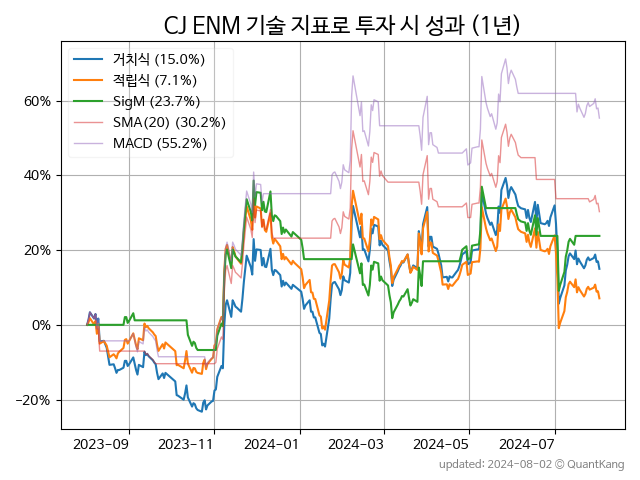 CJ ENM 기술 지표로 투자 시 성과 (1년)
거치식 (15.0%)
적립식 (7.1%)
SigM (23.7%)
SMA(20) (30.2%)
MACD (55.2%)
60%
40%
20%
0%
−20%
2023-09 2023-11 2024-01 2024-03 2024-05 2024-07
updated: 2024-08-02 © QuantKang